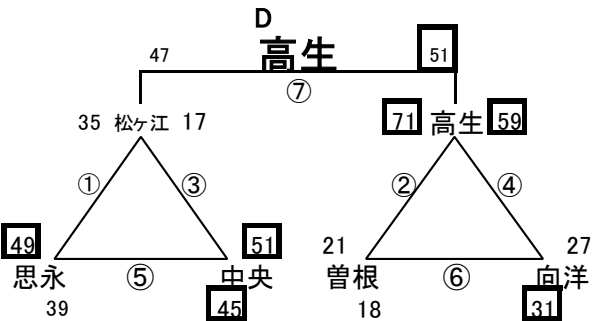 D
47 高生 51
⑦
35 松ヶ江 17 71 高生 59
① ③ ② ④
49 51 21 27
思永 ⑤ 中央 曽根 ⑥ 向洋
39 45 18 31